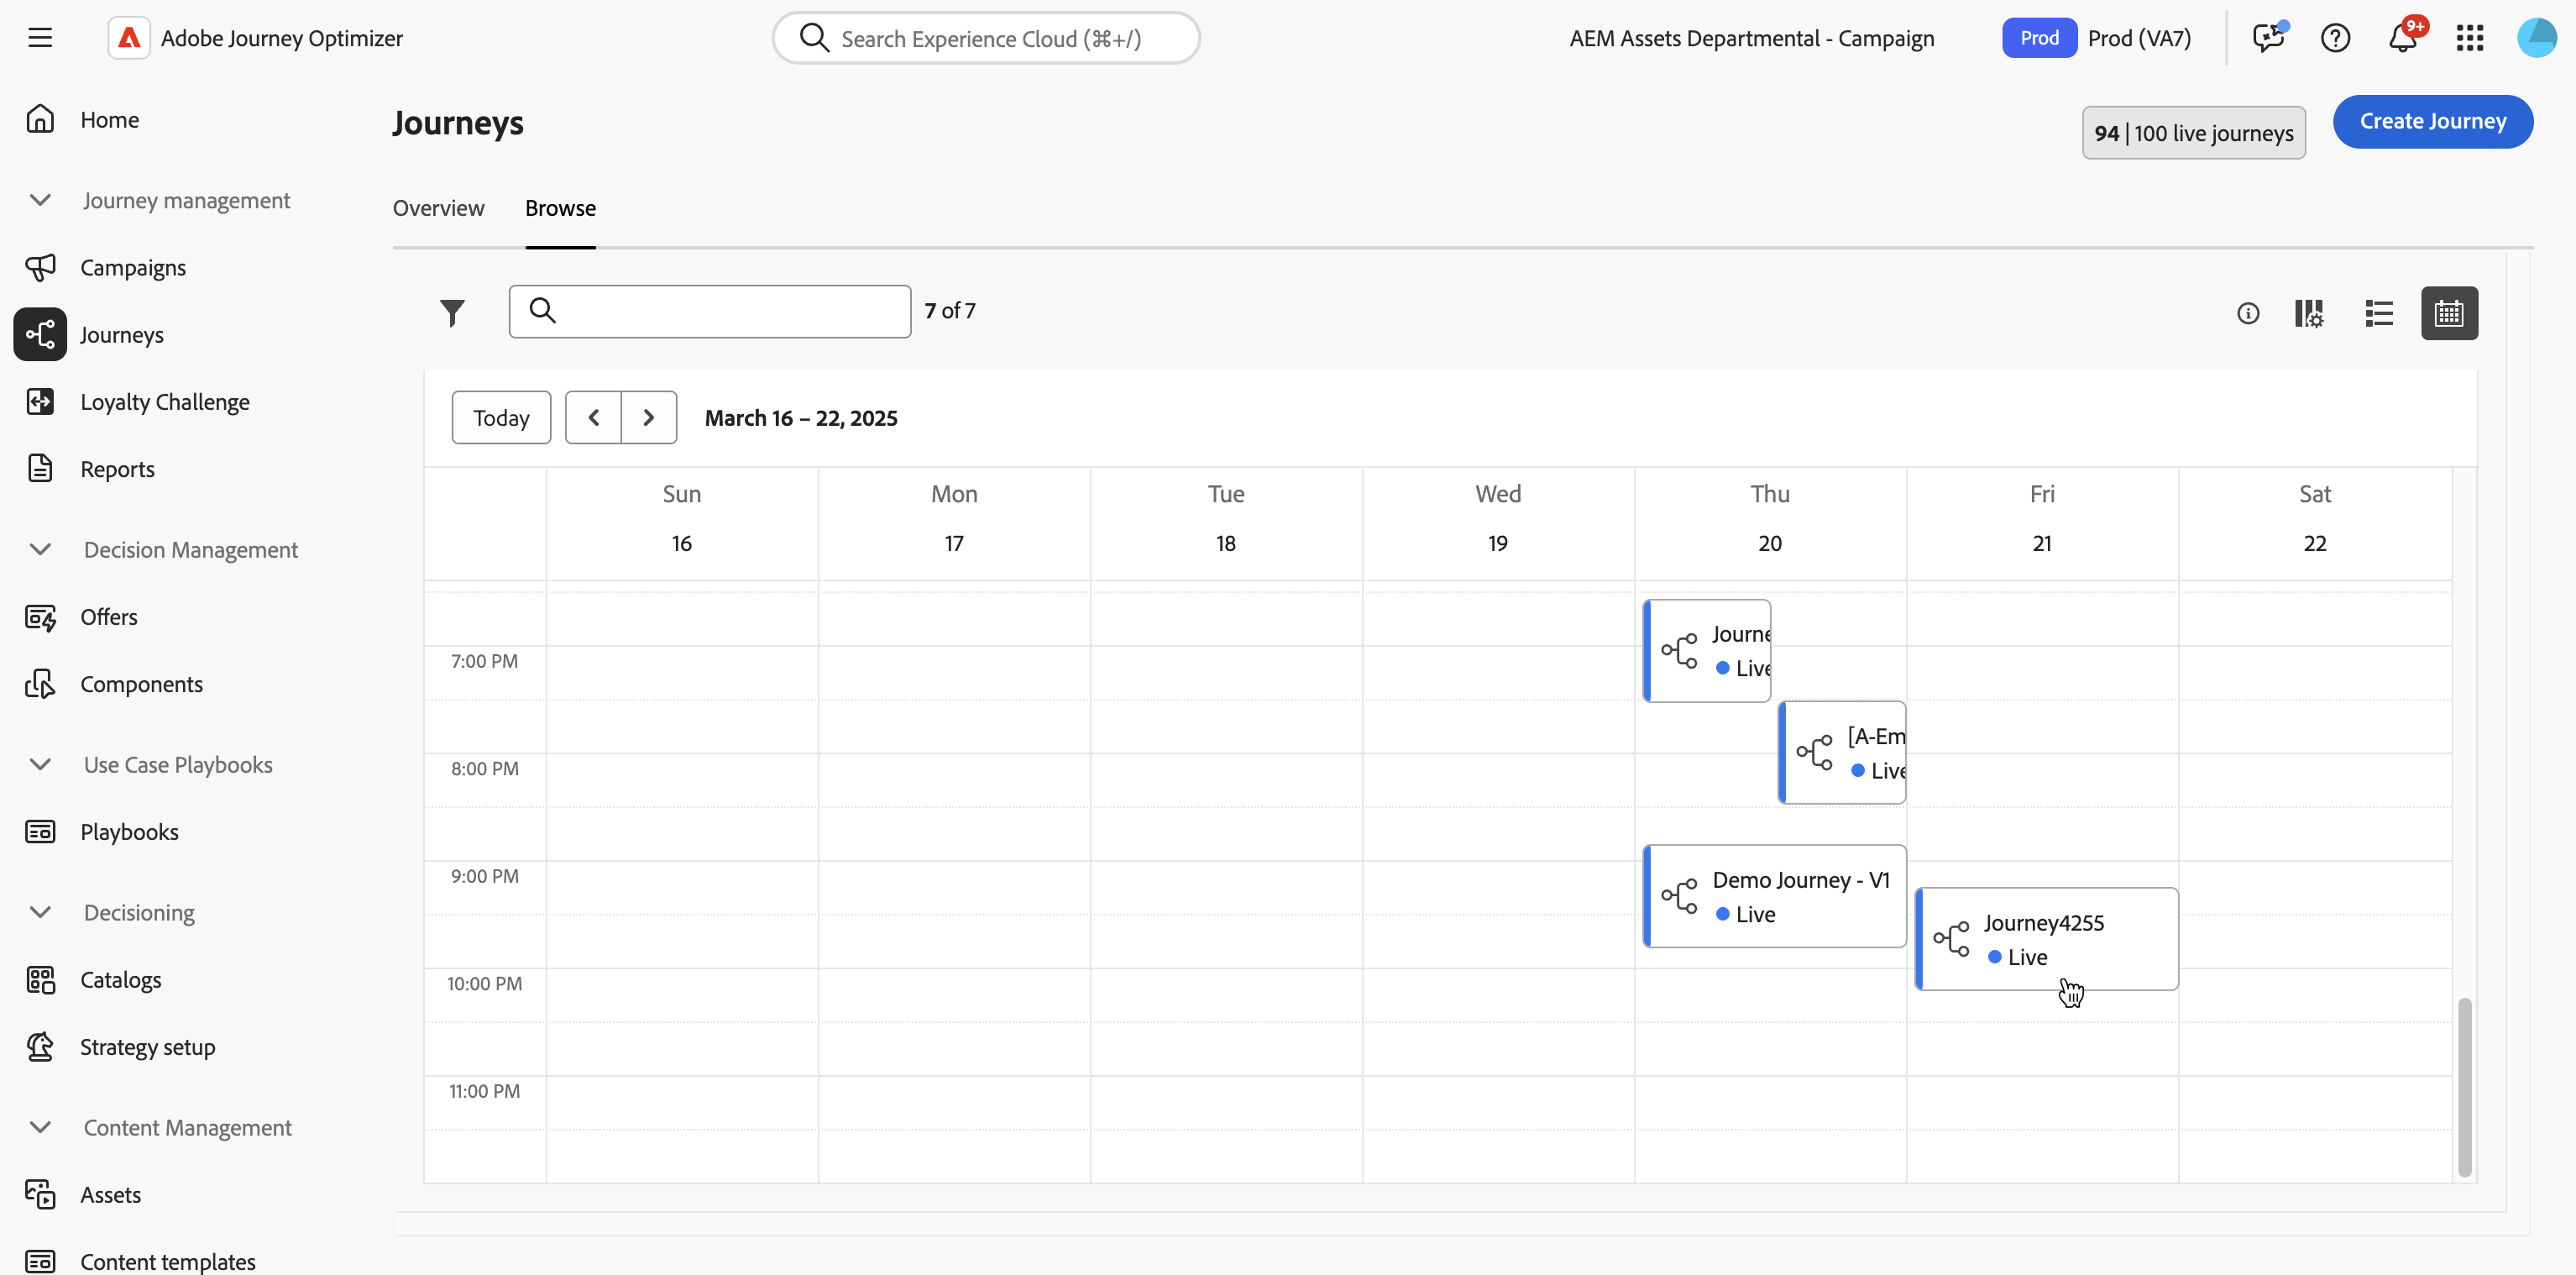 Adobe Journey Optimizer
Search Experience Cloud (⌘+/)
AEM Assets Departmental - Campaign
Prod
Prod (VA7)
9+
Home
Journey management
Campaigns
Journeys
Loyalty Challenge
Reports
Decision Management
Offers
Components
Use Case Playbooks
Playbooks
Decisioning
Catalogs
Strategy setup
Content Management
Assets
Content templates
Journeys
94 | 100 live journeys
Create Journey
Overview
Browse
7 of 7
Today
March 16 – 22, 2025
Sun
Mon
Tue
Wed
Thu
Fri
Sat
16
17
18
19
20
21
22
7:00 PM
8:00 PM
9:00 PM
10:00 PM
11:00 PM
Journe
Live
[A-Em
Live
Demo Journey - V1
Live
Journey4255
Live